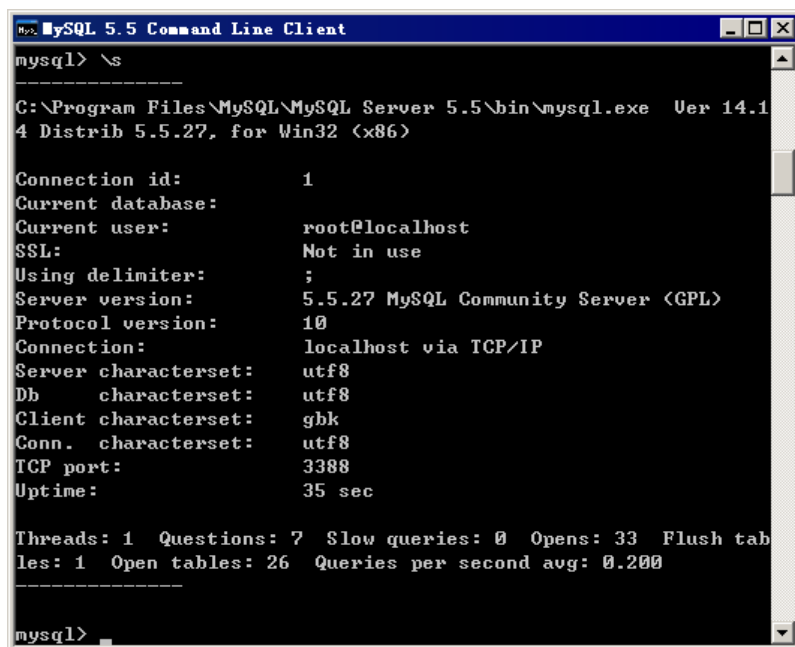 MySQL 5.5 Command Line Client
mysql> \s
--------------
C:\Program Files\MySQL\MySQL Server 5.5\bin\mysql.exe  Ver 14.1
4 Distrib 5.5.27, for Win32 (x86)
Connection id:          1
Current database:
Current user:           root@localhost
SSL:                    Not in use
Using delimiter:        ;
Server version:         5.5.27 MySQL Community Server (GPL)
Protocol version:       10
Connection:             localhost via TCP/IP
Server characterset:    utf8
Db     characterset:    utf8
Client characterset:    gbk
Conn.  characterset:    utf8
TCP port:               3388
Uptime:                 35 sec
Threads: 1  Questions: 7  Slow queries: 0  Opens: 33  Flush tab
les: 1  Open tables: 26  Queries per second avg: 0.200
--------------
mysql> _